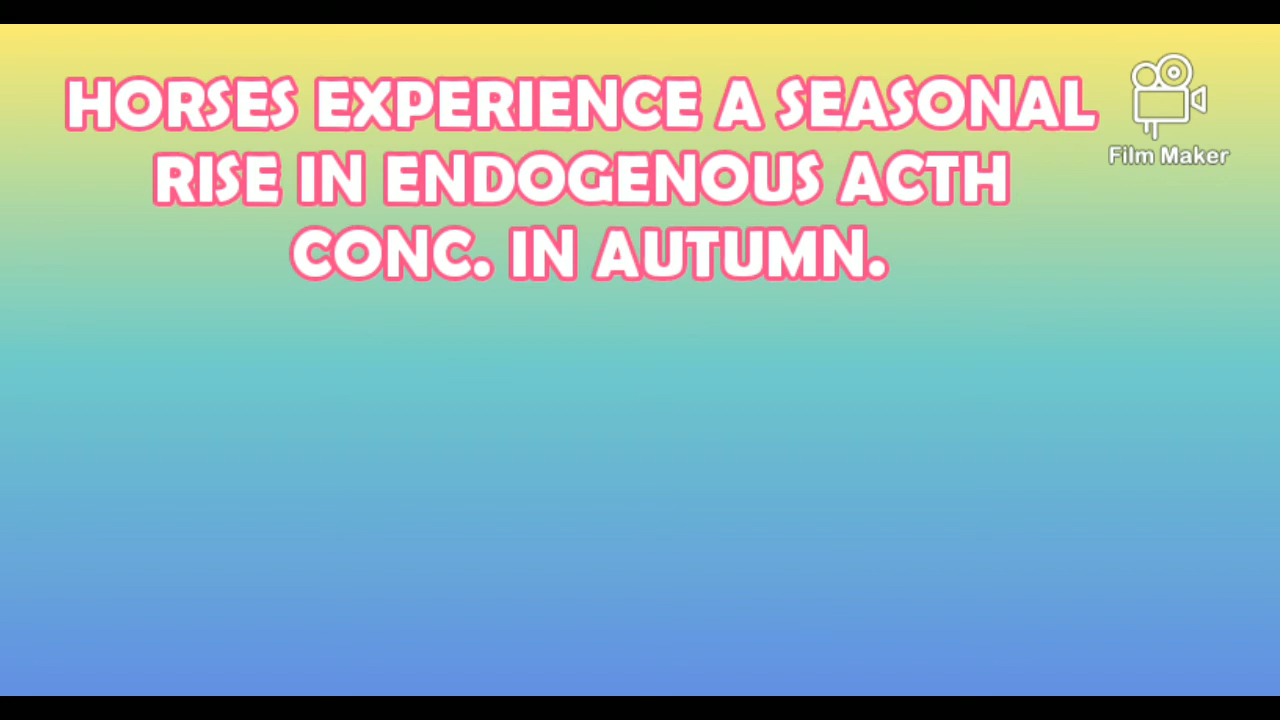 HORSES EXPERIENCE A SEASONAL
RISE IN ENDOGENOUS ACTH
CONC. IN AUTUMN.
Film Maker